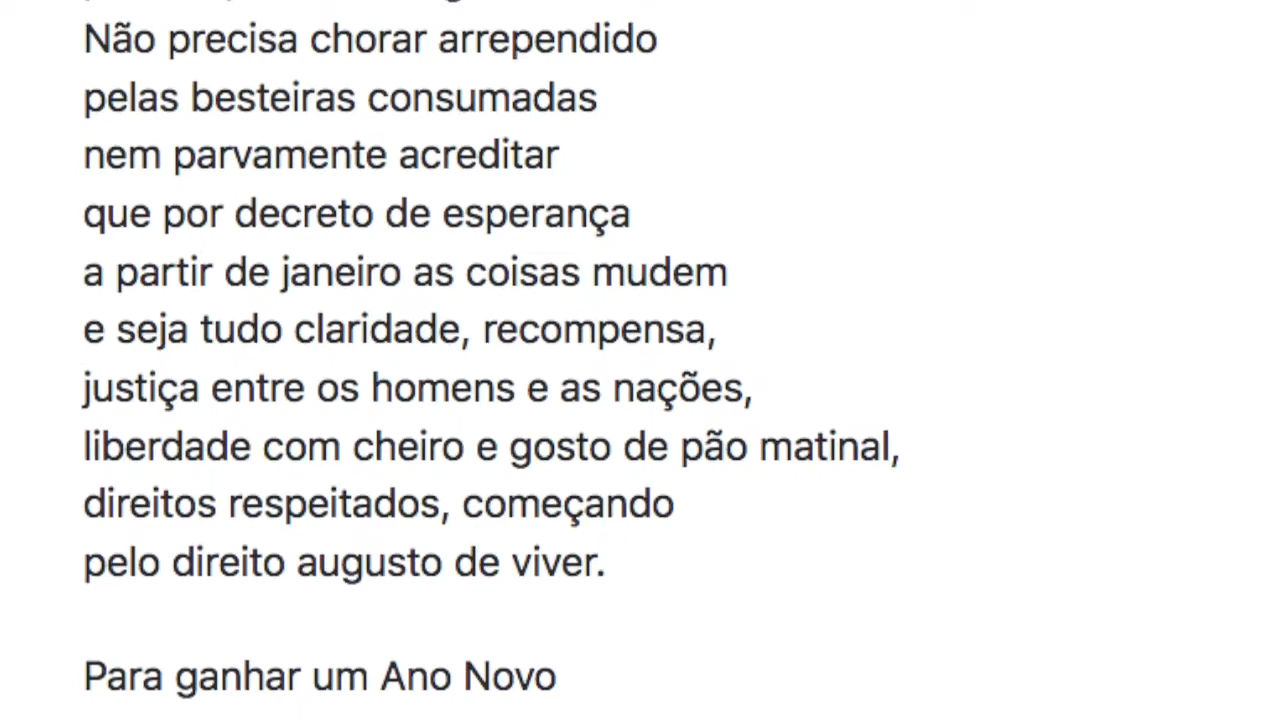 Não precisa chorar arrependido
pelas besteiras consumadas
nem parvamente acreditar
que por decreto de esperança
a partir de janeiro as coisas mudem
e seja tudo claridade, recompensa,
justiça entre os homens e as nações,
liberdade com cheiro e gosto de pão matinal,
direitos respeitados, começando
pelo direito augusto de viver.
Para ganhar um Ano Novo